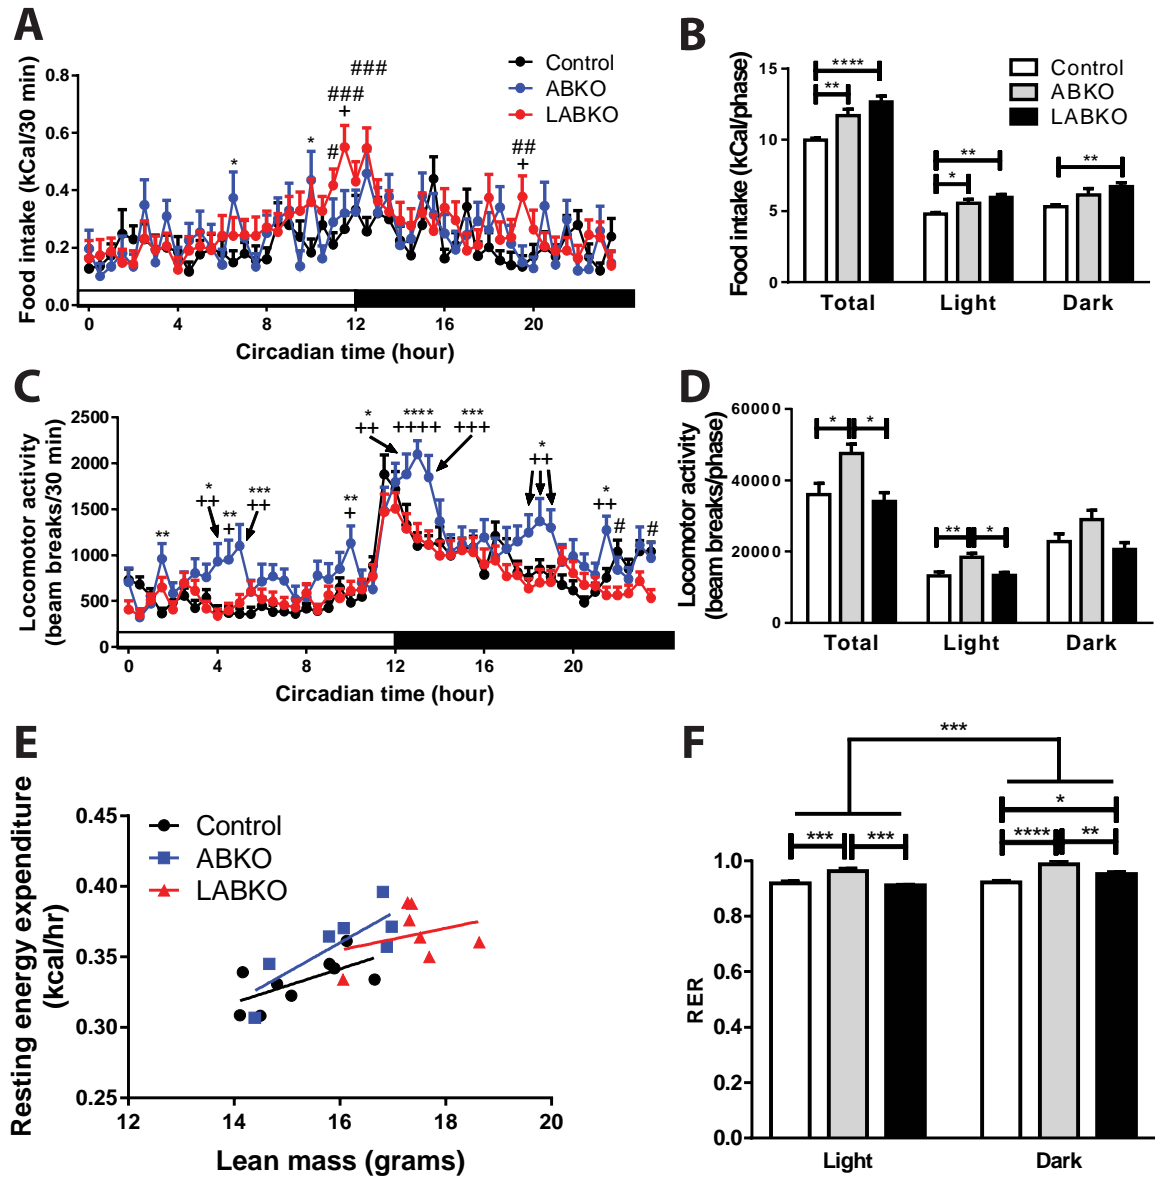 A
Control
ABKO
LABKO
Food intake (kCal/30 min)
0.8
0.6
0.4
0.2
0.0
*
*
#
###
+
###
##
+
0
4
8
12
16
20
Circadian time (hour)
B
Control
ABKO
LABKO
Food intake (kCal/phase)
15
10
5
0
****
**
**
*
**
Total
Light
Dark
C
Locomotor activity
(beam breaks/30 min)
2500
2000
1500
1000
500
0
**
*
++
**
+
***
++
**
+
*
++
****
++++
***
+++
*
++
*
++
#
#
0
4
8
12
16
20
Circadian time (hour)
D
Locomotor activity
(beam breaks/phase)
60000
40000
20000
0
*
*
**
*
Total
Light
Dark
E
Resting energy expenditure
(kcal/hr)
0.45
0.40
0.35
0.30
0.25
Control
ABKO
LABKO
12
14
16
18
20
Lean mass (grams)
F
RER
1.0
0.8
0.6
0.4
0.2
0.0
***
***
***
*
****
**
Light
Dark